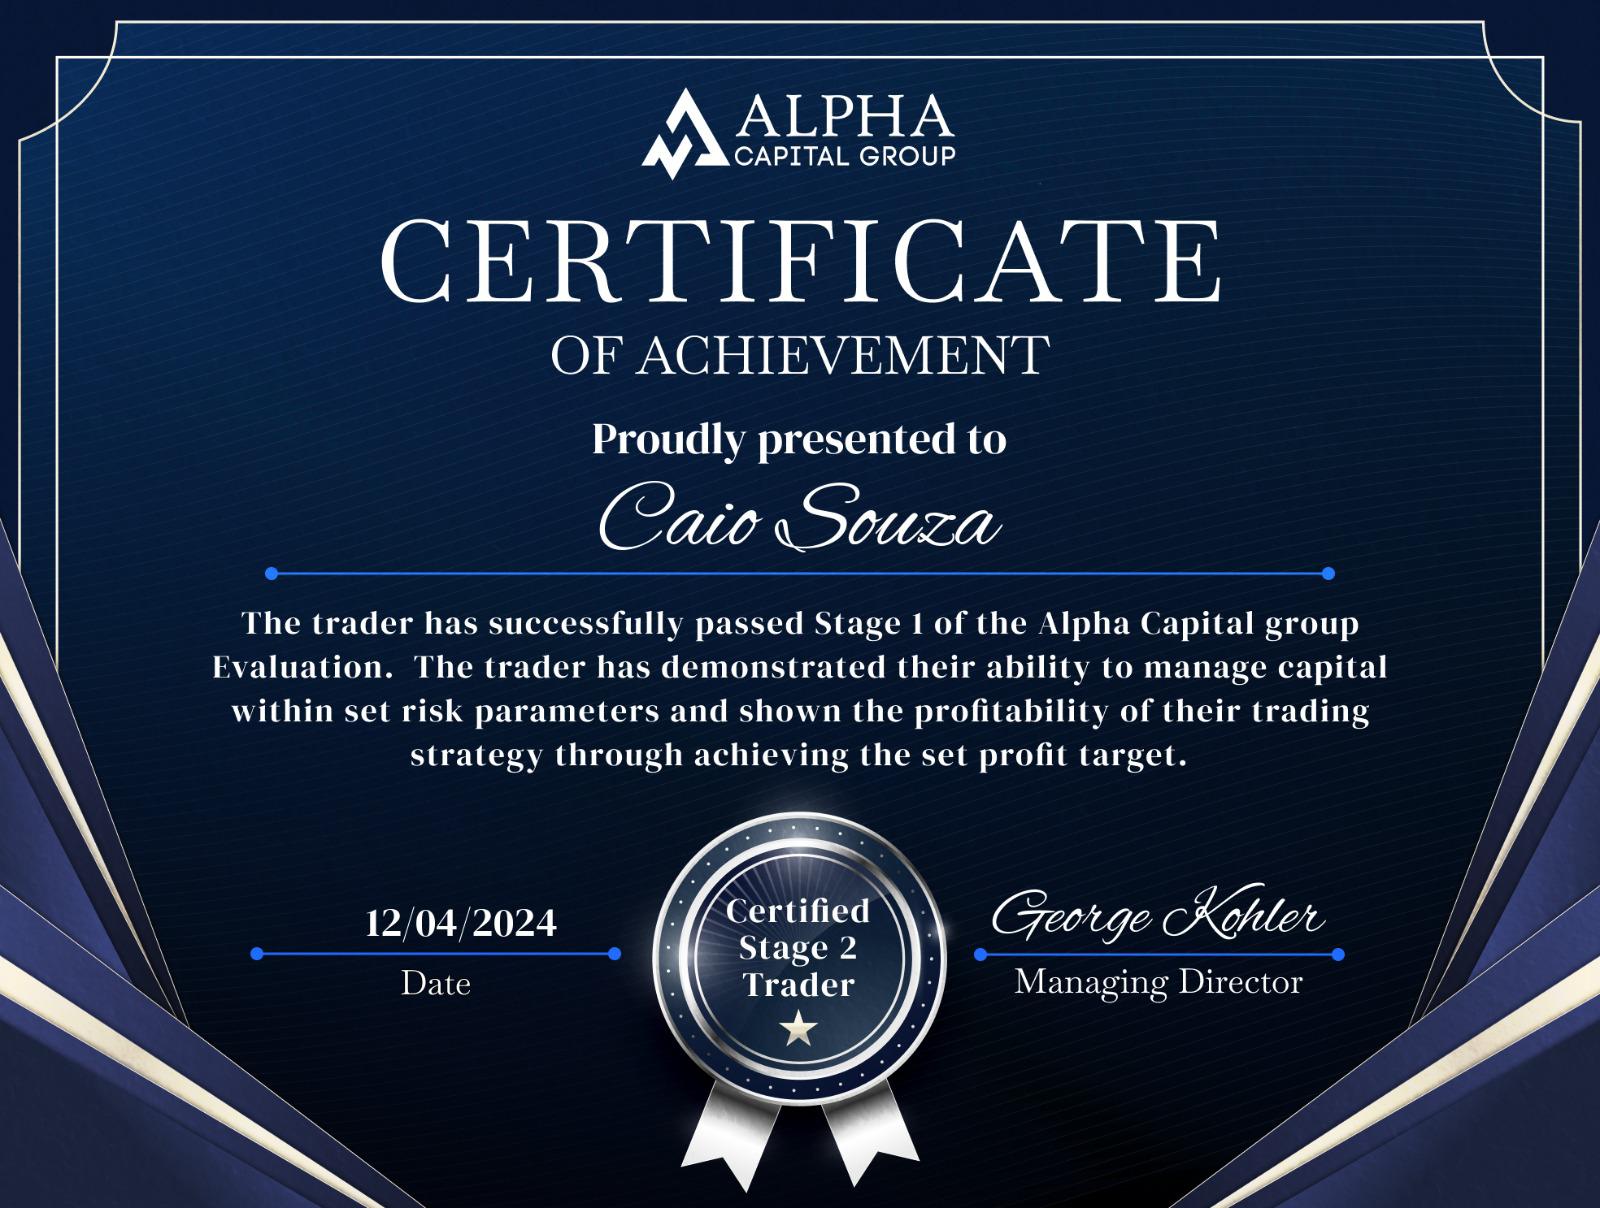 ALPHA
CAPITAL GROUP
CERTIFICATE
OF ACHIEVEMENT
Proudly presented to
Caio Souza
The trader has successfully passed Stage 1 of the Alpha Capital group
Evaluation.  The trader has demonstrated their ability to manage capital
within set risk parameters and shown the profitability of their trading
strategy through achieving the set profit target.
12/04/2024
Date
Certified
Stage 2
Trader
George Kohler
Managing Director